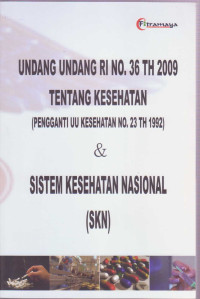 Fitramaya
UNDANG UNDANG RI NO. 36 TH 2009
TENTANG KESEHATAN
(PENGGANTI UU KESEHATAN NO. 23 TH 1992)
&
SISTEM KESEHATAN NASIONAL
(SKN)